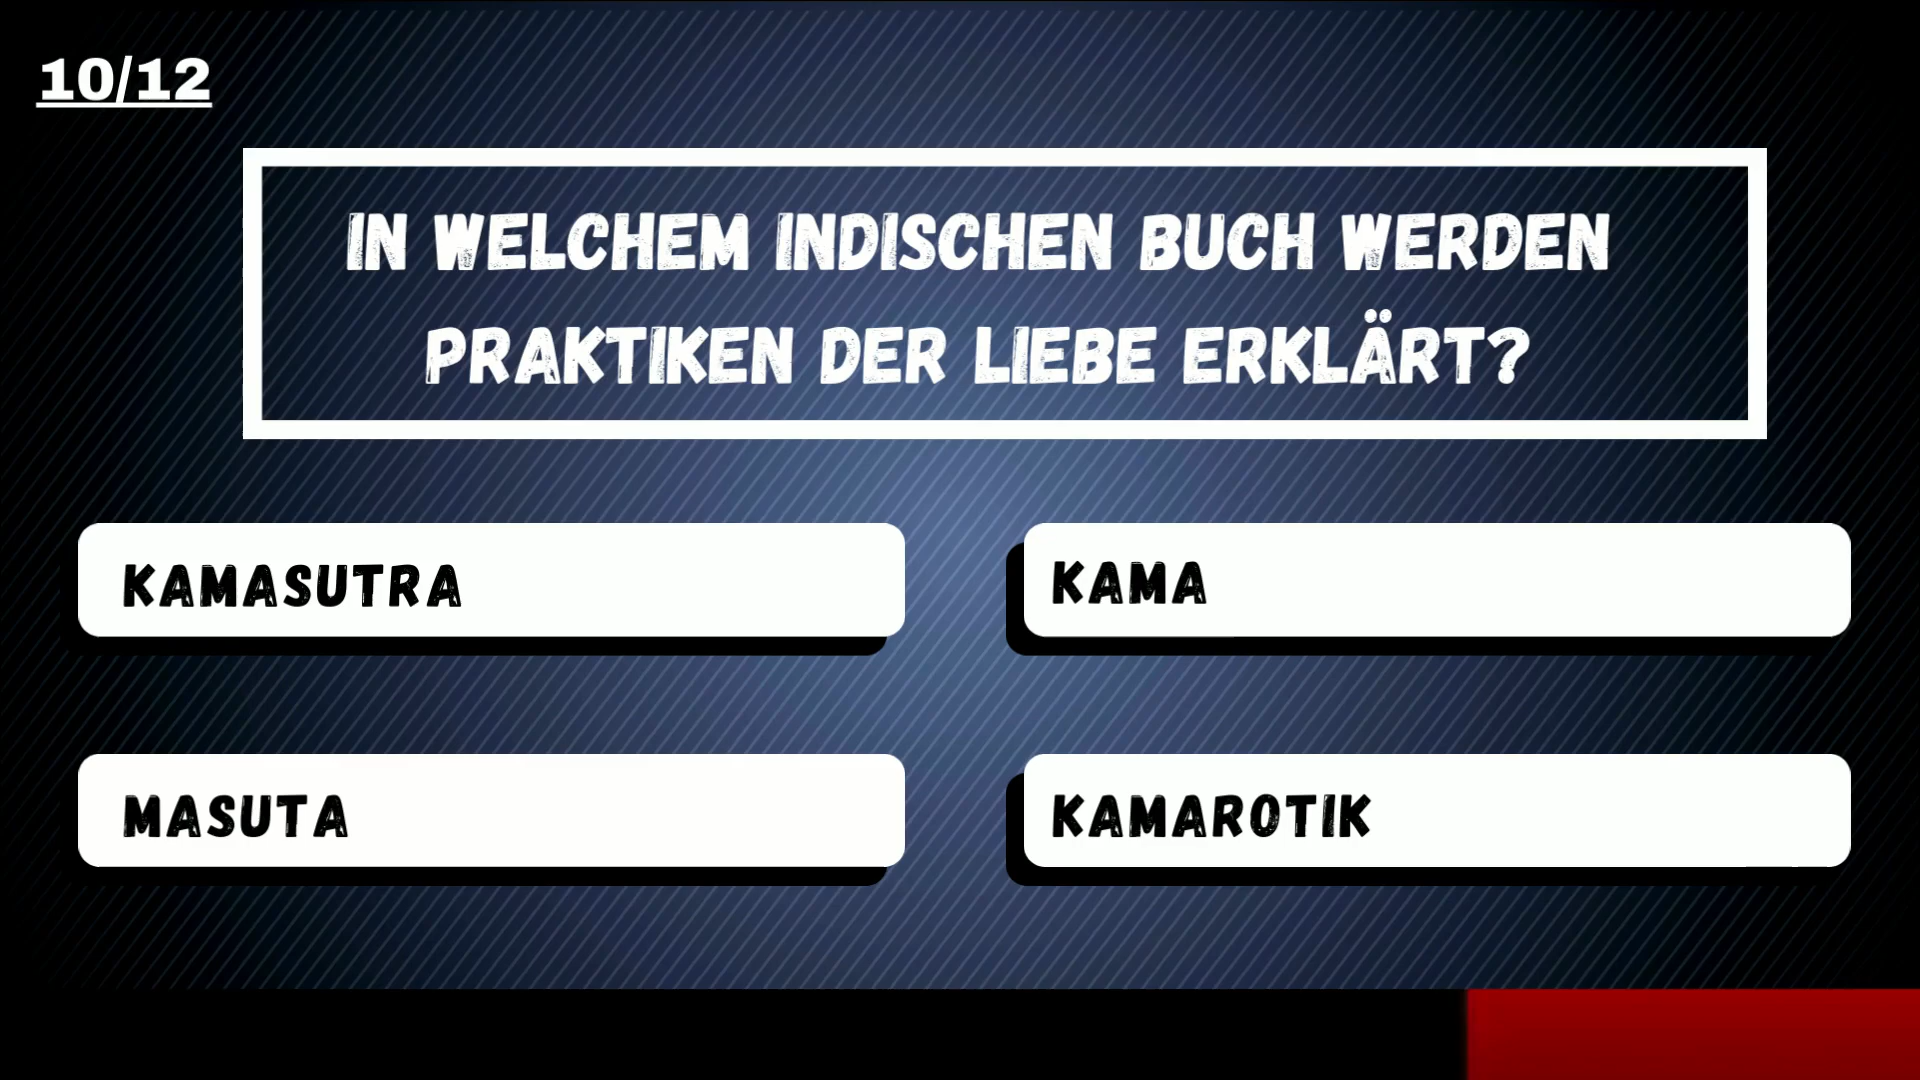 10/12
IN WELCHEM INDISCHEN BUCH WERDEN
PRAKTIKEN DER LIEBE ERKLÄRT?
KAMASUTRA
KAMA
MASUTA
KAMAROTIK